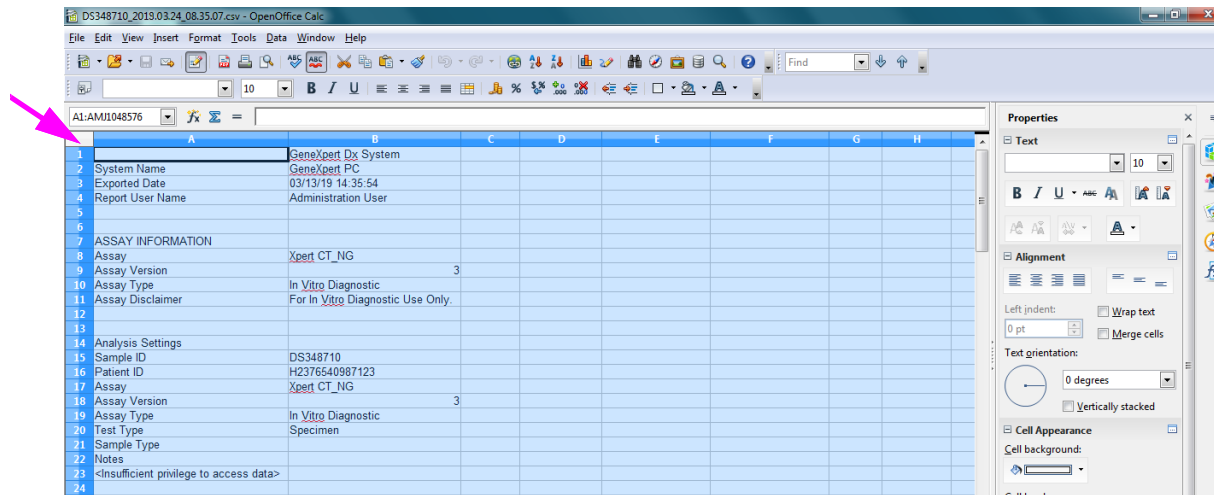 DS348710_2019.03.24_08.35.07.csv - OpenOffice Calc
File Edit View Insert Format Tools Data Window Help
Find
10 B I U
A1:AMJ1048576
A B C D E F G H
1 GeneXpert Dx System
2 System Name GeneXpert PC
3 Exported Date 03/13/19 14:35:54
4 Report User Name Administration User
5
6
7 ASSAY INFORMATION
8 Assay Xpert CT_NG
9 Assay Version 3
10 Assay Type In Vitro Diagnostic
11 Assay Disclaimer For In Vitro Diagnostic Use Only.
12
13
14 Analysis Settings
15 Sample ID DS348710
16 Patient ID H2376540987123
17 Assay Xpert CT_NG
18 Assay Version 3
19 Assay Type In Vitro Diagnostic
20 Test Type Specimen
21 Sample Type
22 Notes
23 <Insufficient privilege to access data>
24
Properties
Text
10
B I U ABC
Alignment
Left indent:
Wrap text
0 pt
Merge cells
Text orientation:
0 degrees
Vertically stacked
Cell Appearance
Cell background: